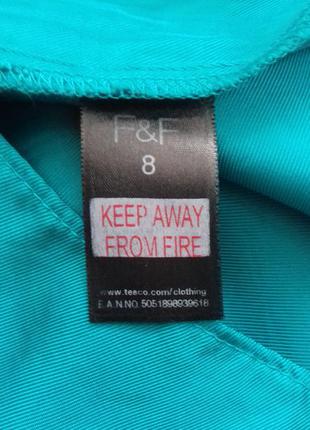 F&F
8
KEEP AWAY
FROM FIRE
www.tesco.com/clothing
E.A.N.NO. 5051898939618